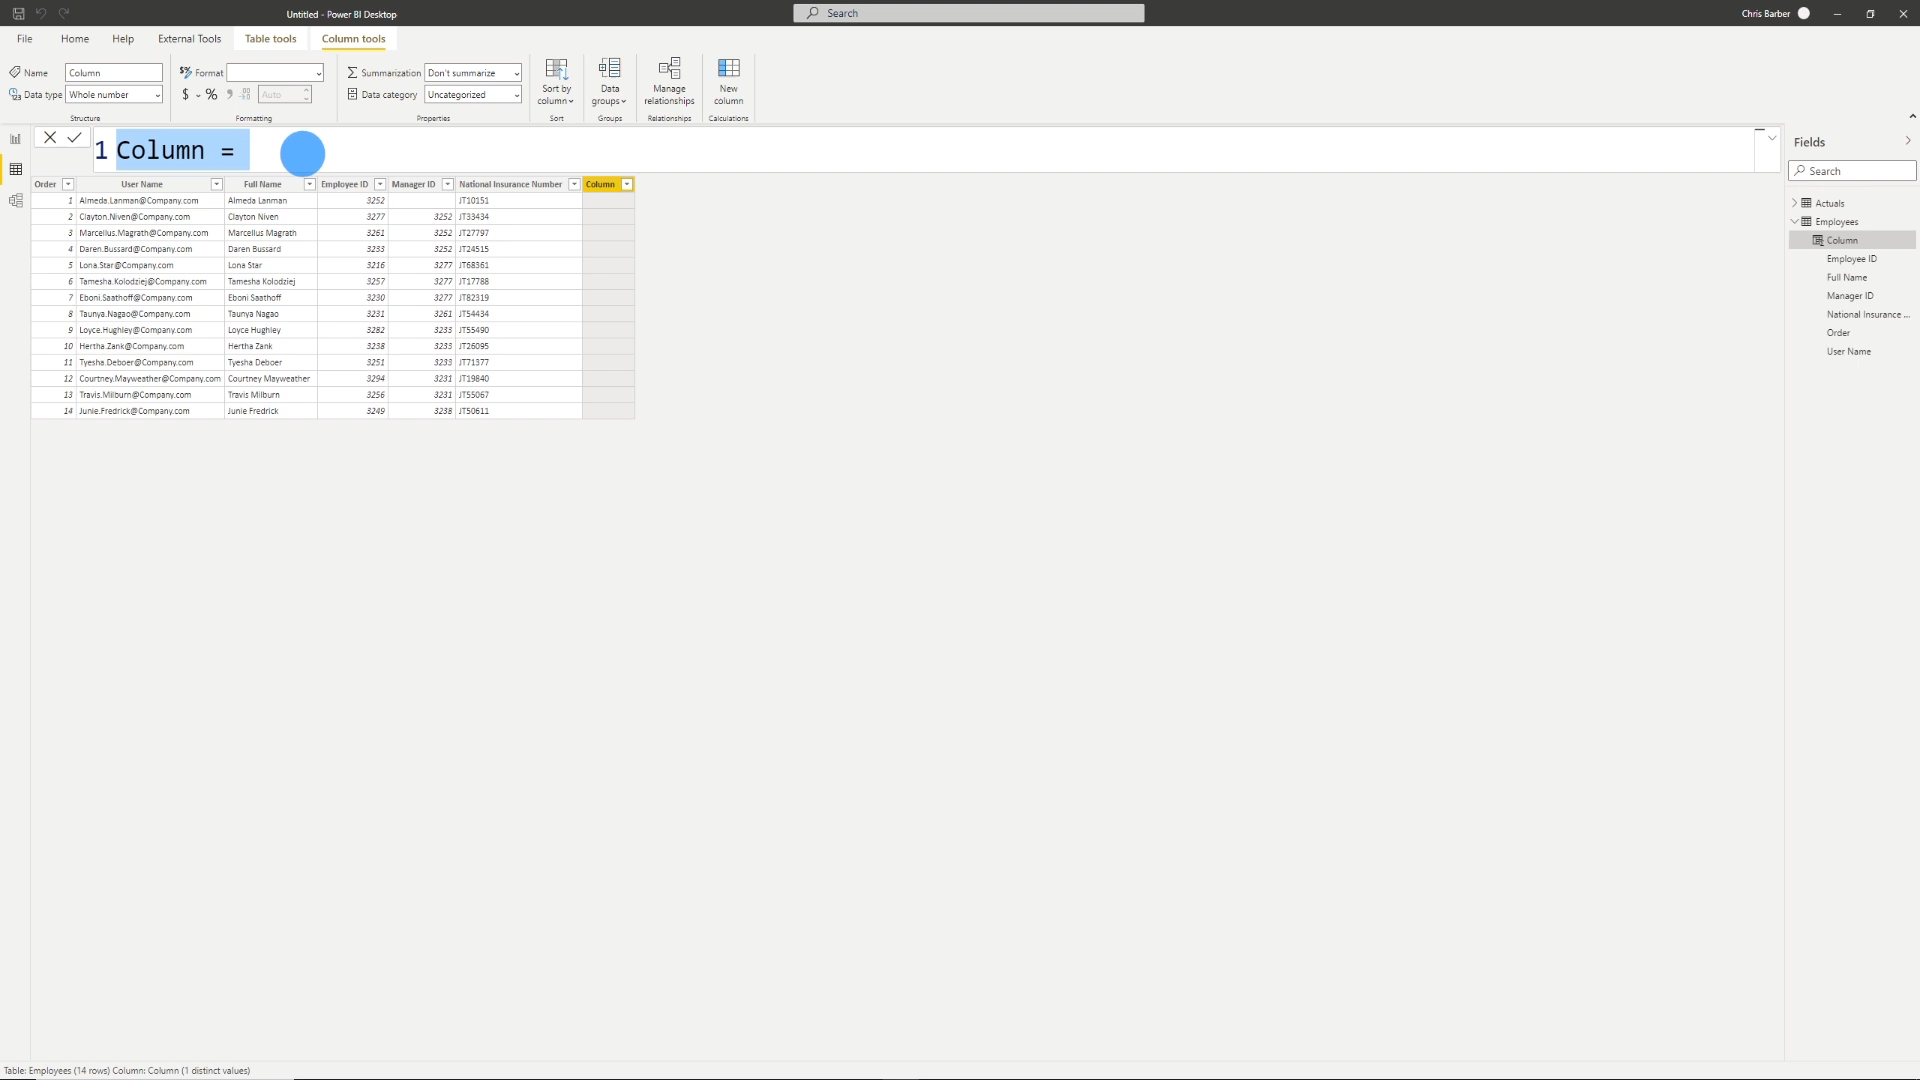 Untitled - Power BI Desktop
Search
Chris Barber
File Home Help External Tools Table tools Column tools
Name Column
Data type Whole number
Structure
Format
$ % Auto
Formatting
Summarization Don't summarize
Data category Uncategorized
Properties
Sort by column
Sort
Data groups
Groups
Manage relationships
Relationships
New column
Calculations
1 Column =
Order User Name Full Name Employee ID Manager ID National Insurance Number Column
1 Almeda.Lanman@Company.com Almeda Lanman 3252 JT10151
2 Clayton.Niven@Company.com Clayton Niven 3277 3252 JT33434
3 Marcellus.Magrath@Company.com Marcellus Magrath 3261 3252 JT27797
4 Daren.Bussard@Company.com Daren Bussard 3233 3252 JT24515
5 Lona.Star@Company.com Lona Star 3216 3277 JT68361
6 Tamesha.Kolodziej@Company.com Tamesha Kolodziej 3257 3277 JT17788
7 Eboni.Saathoff@Company.com Eboni Saathoff 3230 3277 JT82319
8 Taunya.Nagao@Company.com Taunya Nagao 3231 3261 JT54434
9 Loyce.Hughley@Company.com Loyce Hughley 3282 3233 JT55490
10 Hertha.Zank@Company.com Hertha Zank 3238 3233 JT26095
11 Tyesha.Deboer@Company.com Tyesha Deboer 3251 3233 JT71377
12 Courtney.Mayweather@Company.com Courtney Mayweather 3294 3231 JT19840
13 Travis.Milburn@Company.com Travis Milburn 3256 3231 JT55067
14 Junie.Fredrick@Company.com Junie Fredrick 3249 3238 JT50611
Fields
Search
Actuals
Employees
Column
Employee ID
Full Name
Manager ID
National Insurance ...
Order
User Name
Table: Employees (14 rows) Column: Column (1 distinct values)